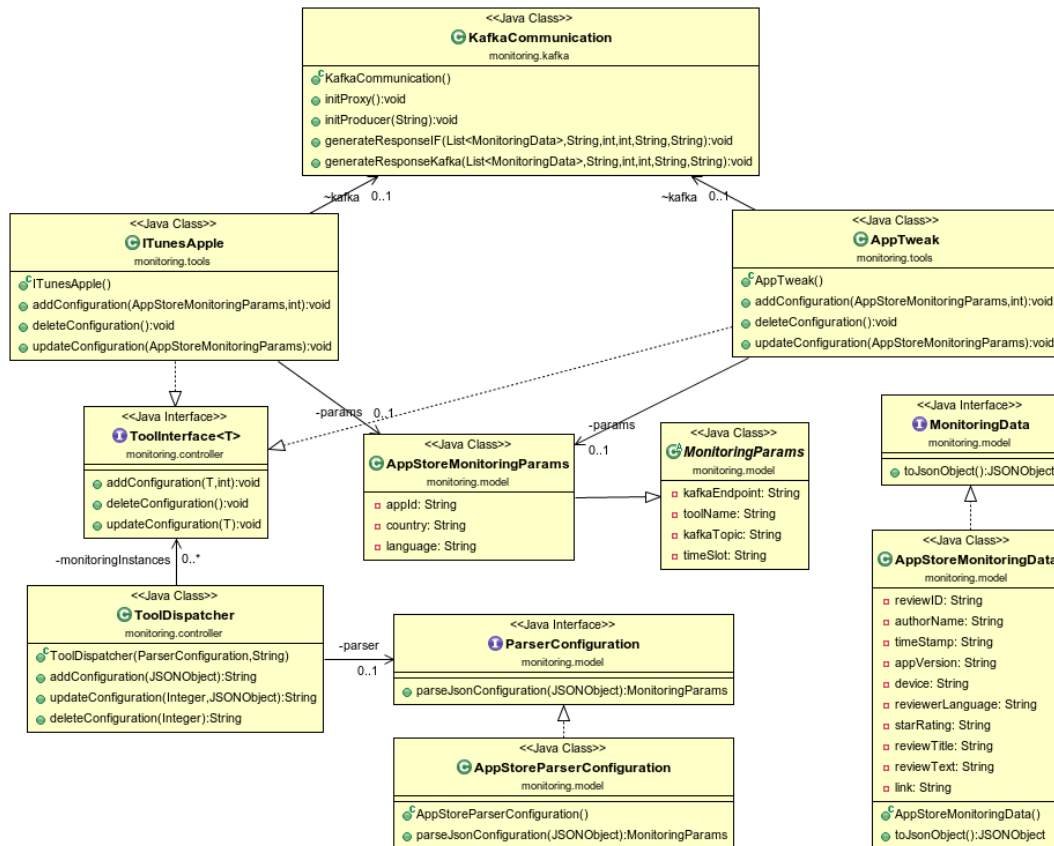 <<Java Class>>
KafkaCommunication
monitoring.kafka
KafkaCommunication()
initProxy():void
initProducer(String):void
generateResponseIF(List<MonitoringData>,String,int,int,String,String):void
generateResponseKafka(List<MonitoringData>,String,int,int,String,String):void
~kafka
0..1
~kafka
0..1
<<Java Class>>
ITunesApple
monitoring.tools
ITunesApple()
addConfiguration(AppStoreMonitoringParams,int):void
deleteConfiguration():void
updateConfiguration(AppStoreMonitoringParams):void
<<Java Class>>
AppTweak
monitoring.tools
AppTweak()
addConfiguration(AppStoreMonitoringParams,int):void
deleteConfiguration():void
updateConfiguration(AppStoreMonitoringParams):void
-params
0..1
-params
0..1
<<Java Interface>>
ToolInterface<T>
monitoring.controller
addConfiguration(T,int):void
deleteConfiguration():void
updateConfiguration(T):void
<<Java Class>>
AppStoreMonitoringParams
monitoring.model
appId: String
country: String
language: String
<<Java Class>>
MonitoringParams
monitoring.model
kafkaEndpoint: String
toolName: String
kafkaTopic: String
timeSlot: String
<<Java Interface>>
MonitoringData
monitoring.model
toJsonObject():JSONObject
-monitoringInstances
0..*
<<Java Class>>
ToolDispatcher
monitoring.controller
ToolDispatcher(ParserConfiguration,String)
addConfiguration(JSONObject):String
updateConfiguration(Integer,JSONObject):String
deleteConfiguration(Integer):String
-parser
0..1
<<Java Interface>>
ParserConfiguration
monitoring.model
parseJsonConfiguration(JSONObject):MonitoringParams
<<Java Class>>
AppStoreMonitoringData
monitoring.model
reviewID: String
authorName: String
timeStamp: String
appVersion: String
device: String
reviewerLanguage: String
starRating: String
reviewTitle: String
reviewText: String
link: String
AppStoreMonitoringData()
toJsonObject():JSONObject
<<Java Class>>
AppStoreParserConfiguration
monitoring.model
AppStoreParserConfiguration()
parseJsonConfiguration(JSONObject):MonitoringParams